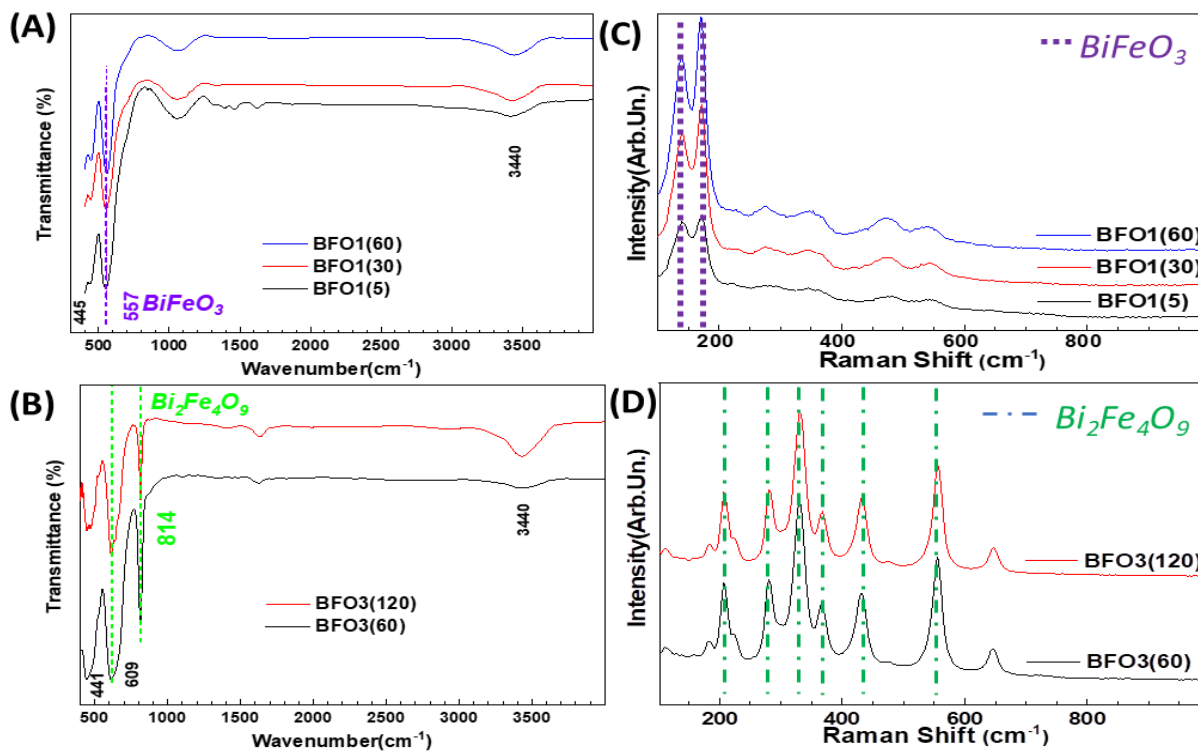 (A)
Transmittance (%)
3440
BFO1(60)
BFO1(30)
BFO1(5)
445
557
BiFeO₃
500 1000 1500 2000 2500 3000 3500
Wavenumber(cm⁻¹)
(C)
BiFeO₃
Intensity(Arb.Un.)
BFO1(60)
BFO1(30)
BFO1(5)
200 400 600 800
Raman Shift (cm⁻¹)
(B)
Bi₂Fe₄O₉
Transmittance (%)
814
3440
BFO3(120)
BFO3(60)
441
609
500 1000 1500 2000 2500 3000 3500
Wavenumber(cm⁻¹)
(D)
Bi₂Fe₄O₉
Intensity(Arb.Un.)
BFO3(120)
BFO3(60)
200 400 600 800
Raman Shift (cm⁻¹)